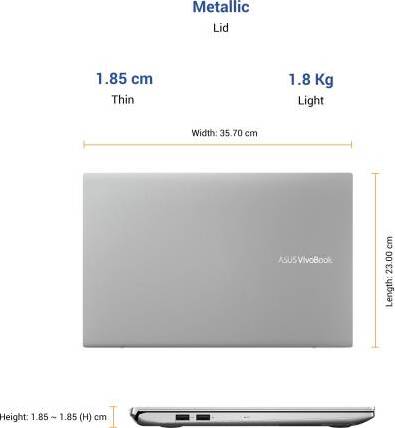 Metallic
Lid
1.85 cm
Thin
1.8 Kg
Light
Width: 35.70 cm
ASUS VivoBook
Length: 23.00 cm
Height: 1.85 ~ 1.85 (H) cm